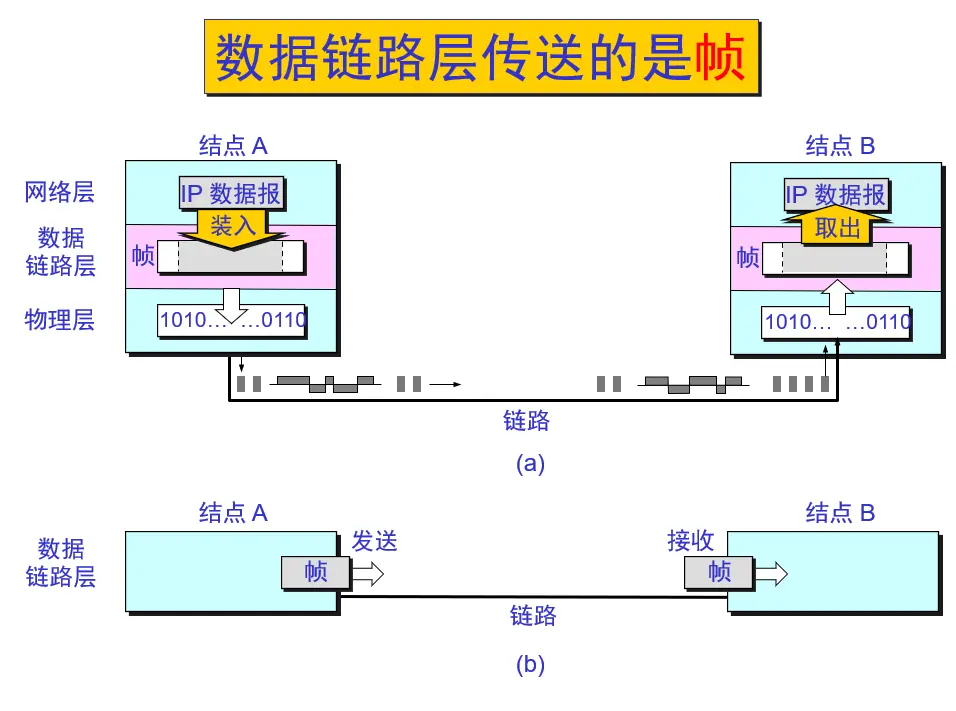 数据链路层传送的是帧
结点 A
结点 B
网络层
IP 数据报
IP 数据报
装入
取出
数据
链路层
帧
帧
物理层
1010… …0110
1010… …0110
链路
(a)
结点 A
结点 B
数据
链路层
发送
接收
帧
帧
链路
(b)